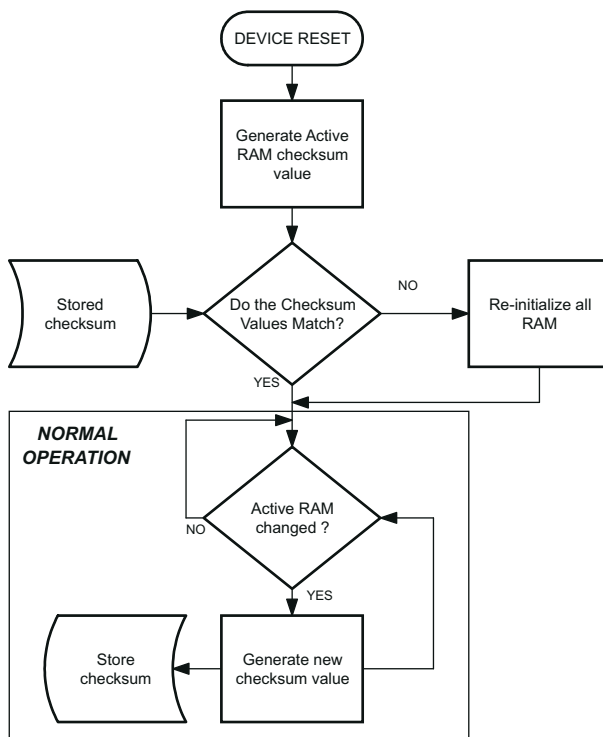 DEVICE RESET
Generate Active
RAM checksum
value
Stored
checksum
Do the Checksum
Values Match?
NO
Re-initialize all
RAM
YES
NORMAL
OPERATION
Active RAM
changed ?
NO
YES
Store
checksum
Generate new
checksum value